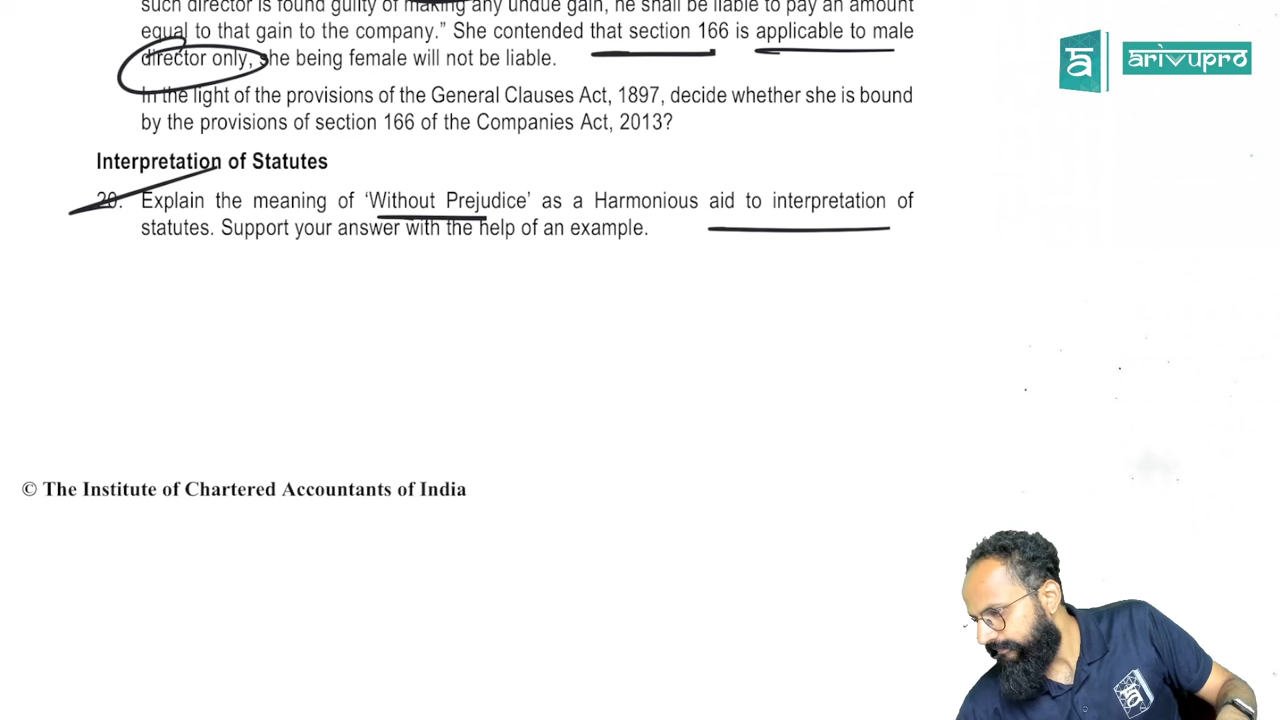 such director is found guilty of making any undue gain, he shall be liable to pay an amount
equal to that gain to the company.” She contended that section 166 is applicable to male
director only, she being female will not be liable.
In the light of the provisions of the General Clauses Act, 1897, decide whether she is bound
by the provisions of section 166 of the Companies Act, 2013?
Interpretation of Statutes
20. Explain the meaning of ‘Without Prejudice’ as a Harmonious aid to interpretation of
statutes. Support your answer with the help of an example.
© The Institute of Chartered Accountants of India
ā arivupro